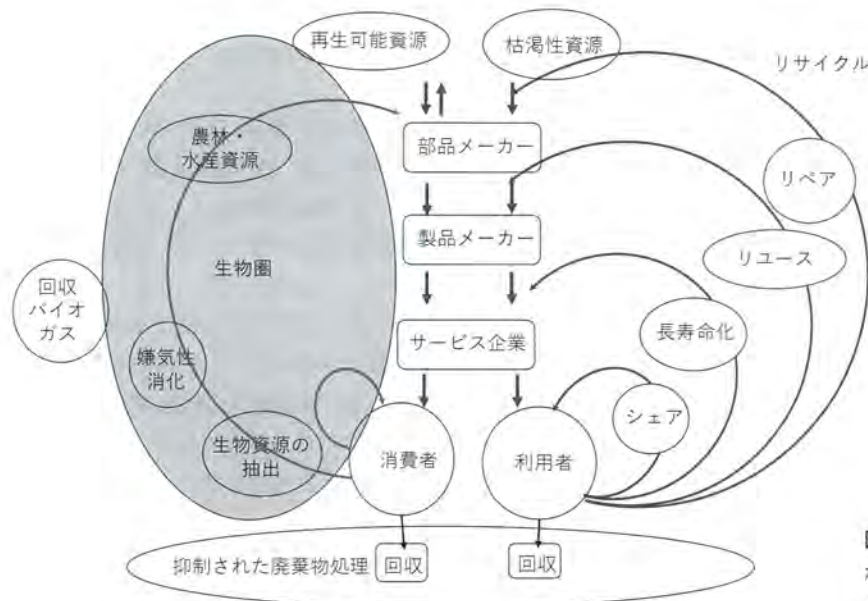 再生可能資源
枯渇性資源
リサイクル
農林・
水産資源
部品メーカー
リペア
製品メーカー
リユース
生物圏
回収
バイオ
ガス
サービス企業
長寿命化
嫌気性
消化
シェア
生物資源の
抽出
消費者
利用者
抑制された廃棄物処理
回収
回収